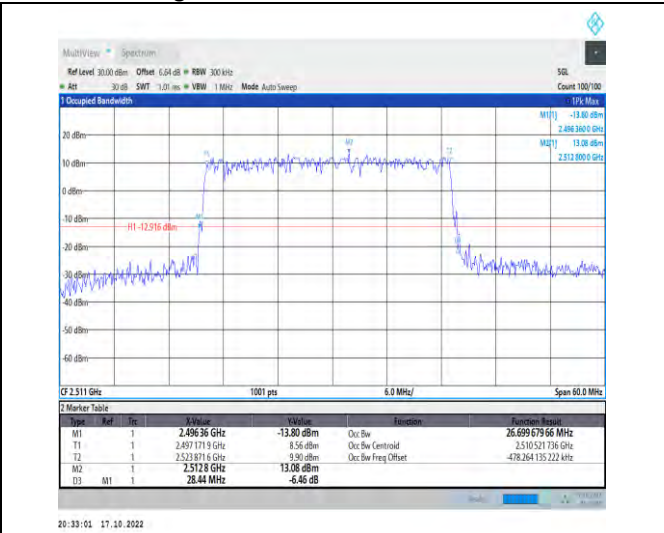 MultiView Spectrum
Ref Level 30.00 dBm Offset 6.64 dB RBW 300 kHz SGL
Att 30 dB SWT 1.01 ms VBW 1 MHz Mode Auto Sweep Count 100/100
1 Occupied Bandwidth 1Pk Max
M1[1] -13.80 dBm
2.496 360 0 GHz
M2[1] 13.08 dBm
2.512 800 0 GHz
20 dBm
M2
T2
10 dBm
0 dBm
-10 dBm
M1
H1 -12.916 dBm
-20 dBm
-30 dBm
-40 dBm
-50 dBm
-60 dBm
CF 2.511 GHz 1001 pts 6.0 MHz/ Span 60.0 MHz
2 Marker Table
Type Ref Trc X-Value Y-Value Function Function Result
M1 1 2.496 36 GHz -13.80 dBm Occ Bw 26.699 679 66 MHz
T1 1 2.497 171 9 GHz 8.56 dBm Occ Bw Centroid 2.510 521 736 GHz
T2 1 2.523 871 6 GHz 9.90 dBm Occ Bw Freq Offset -478.264 135 222 kHz
M2 1 2.512 8 GHz 13.08 dBm
D3 M1 1 28.44 MHz -6.46 dB
20:33:01 17.10.2022